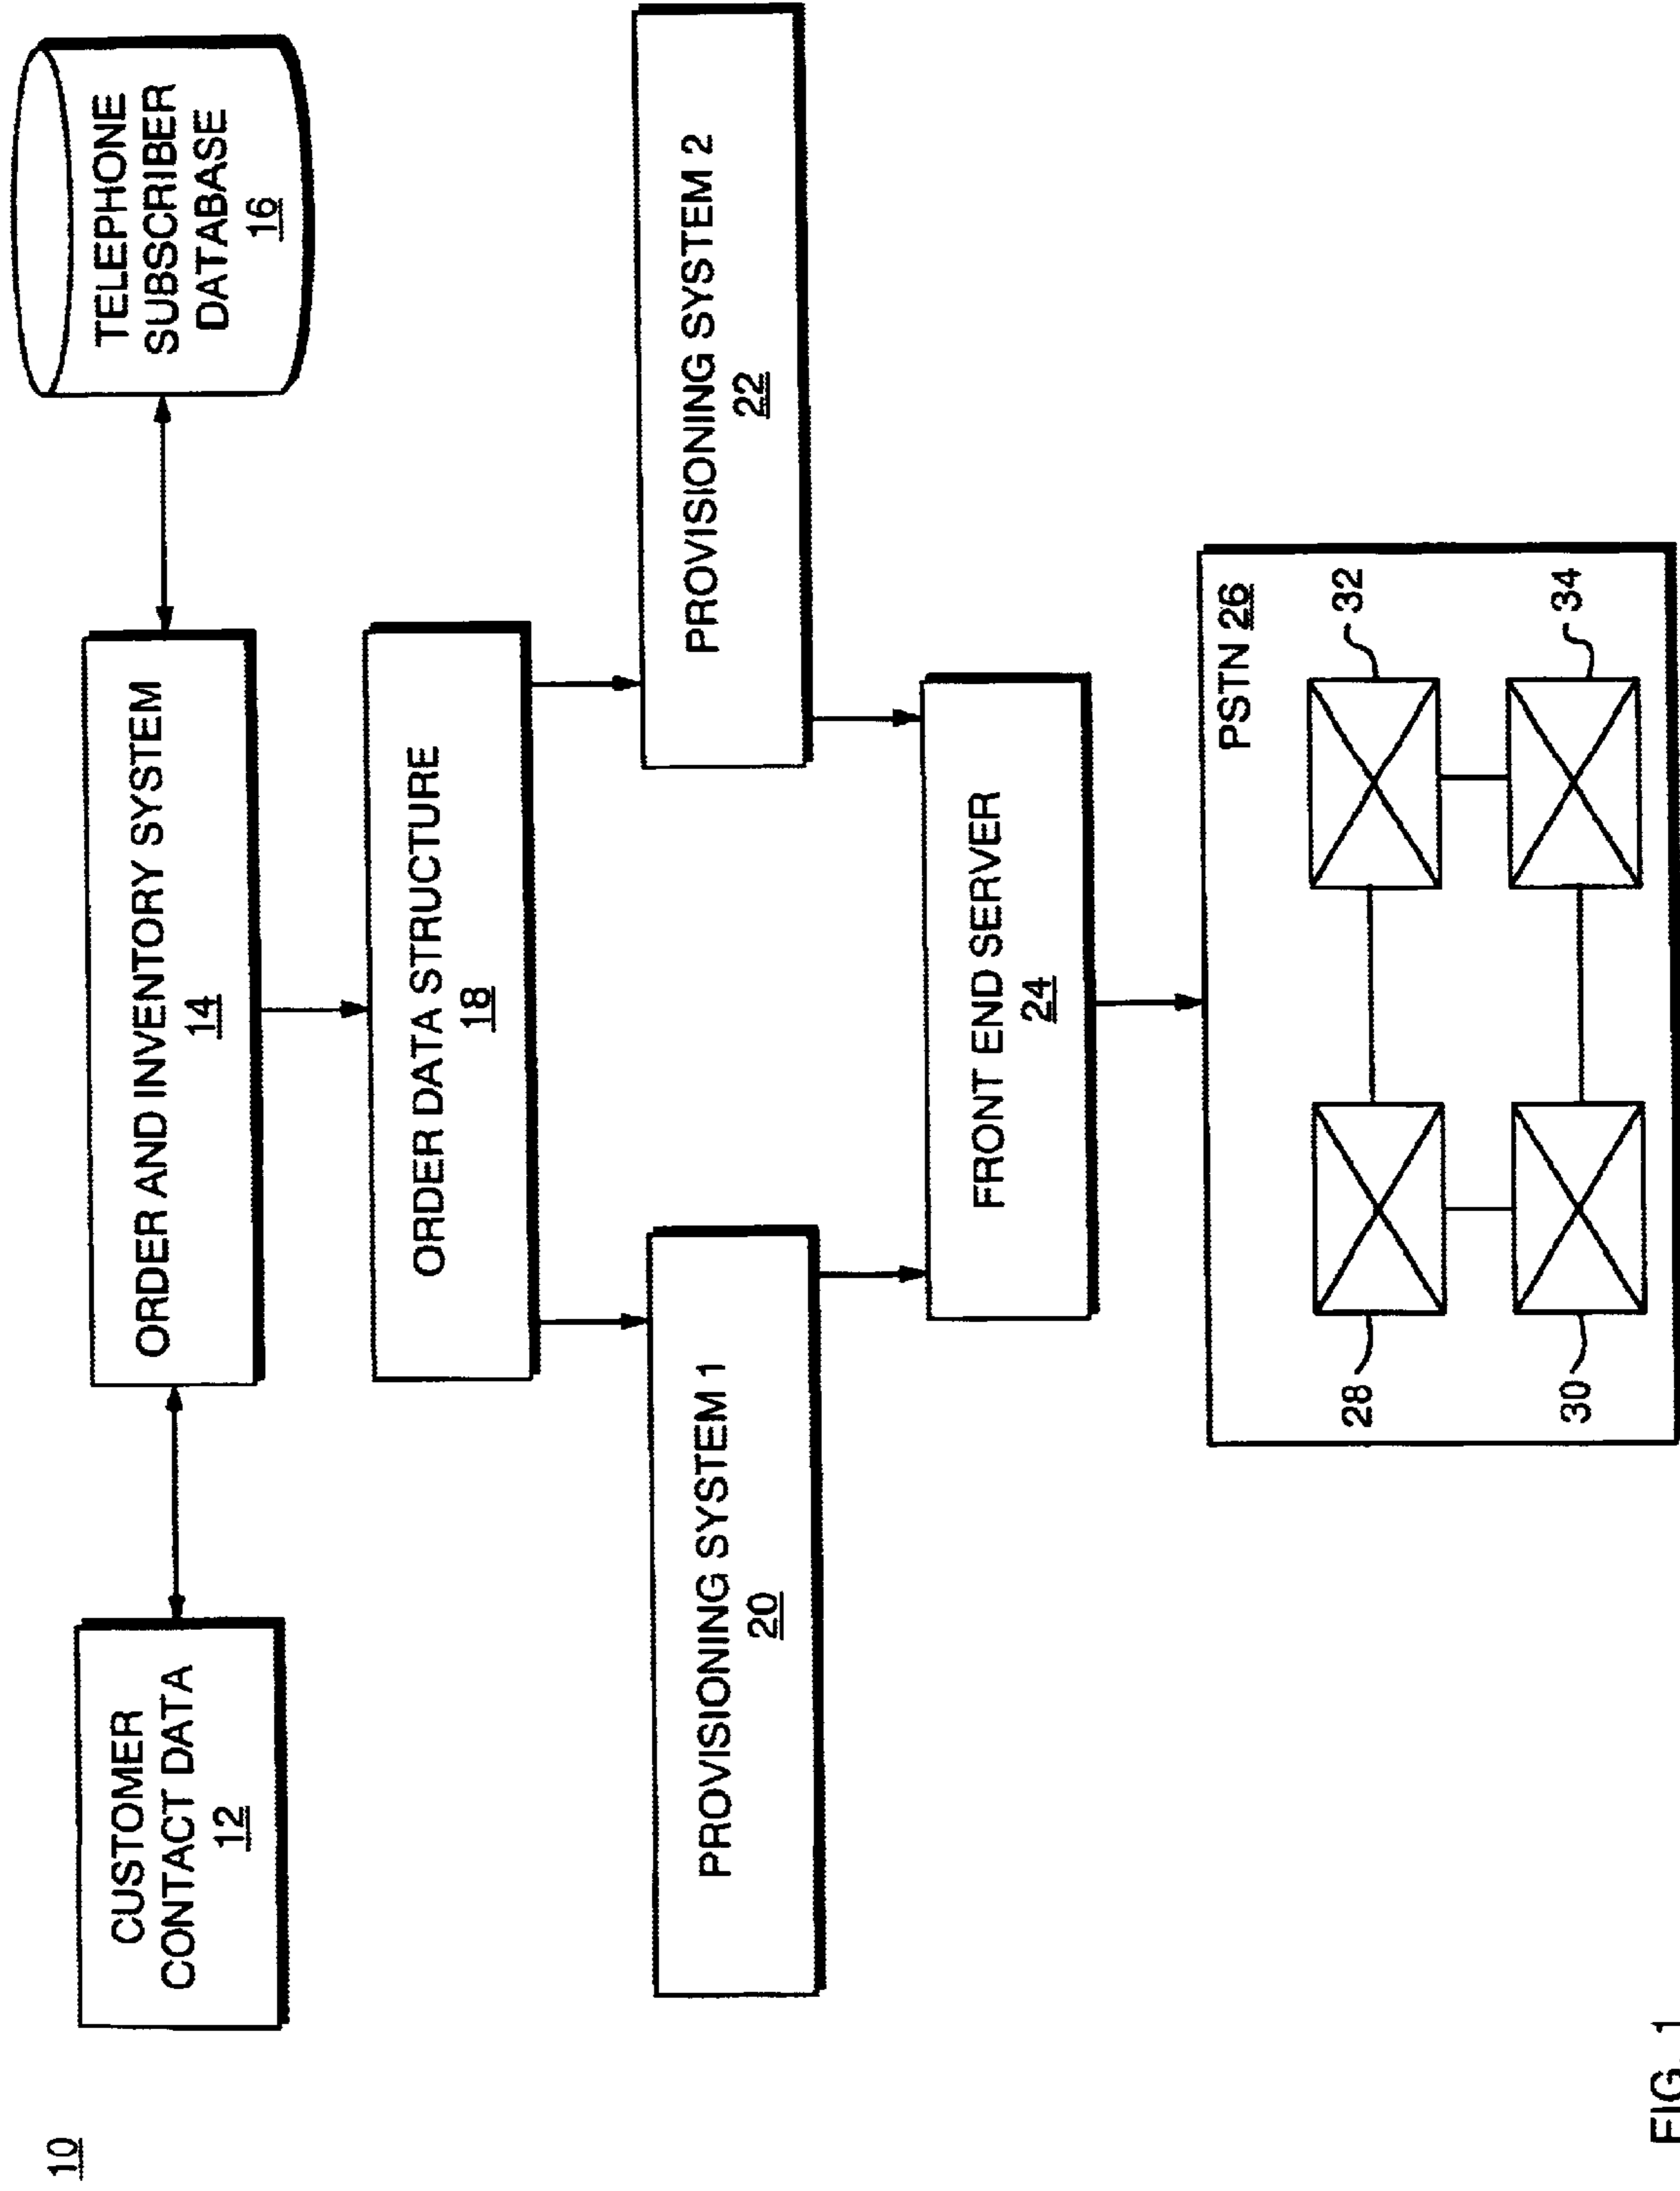 10
CUSTOMER
CONTACT DATA
12
ORDER AND INVENTORY SYSTEM
14
TELEPHONE
SUBSCRIBER
DATABASE
16
ORDER DATA STRUCTURE
18
PROVISIONING SYSTEM 1
20
PROVISIONING SYSTEM 2
22
FRONT END SERVER
24
PSTN 26
28
32
30
34
FIG. 1